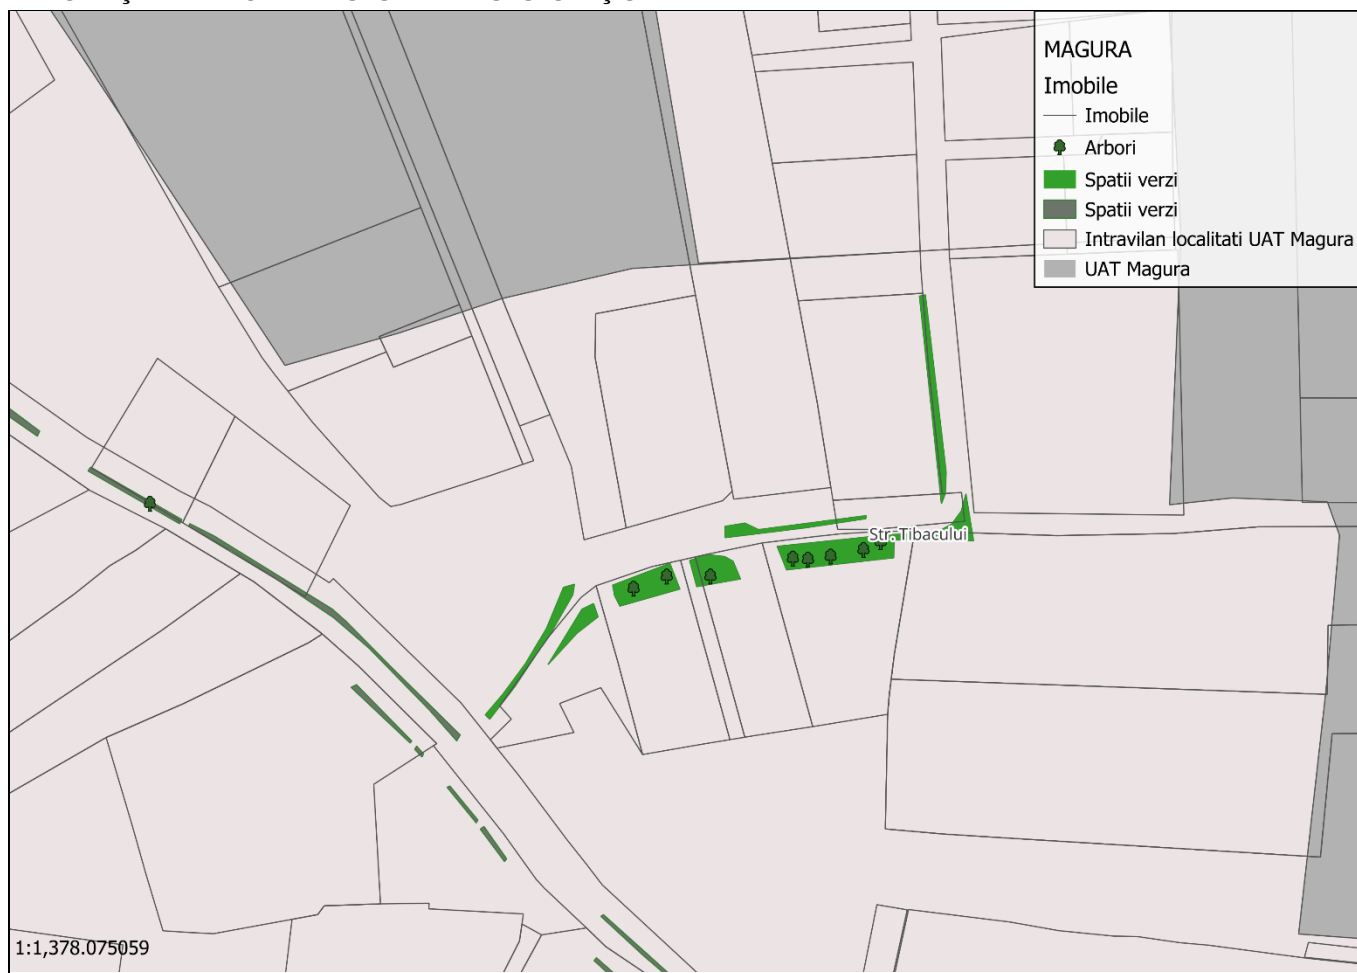 MAGURA
Imobile
Imobile
Arbori
Spatii verzi
Spatii verzi
Intravilan localitati UAT Magura
UAT Magura
Str. Tibacului
1:1,378.075059